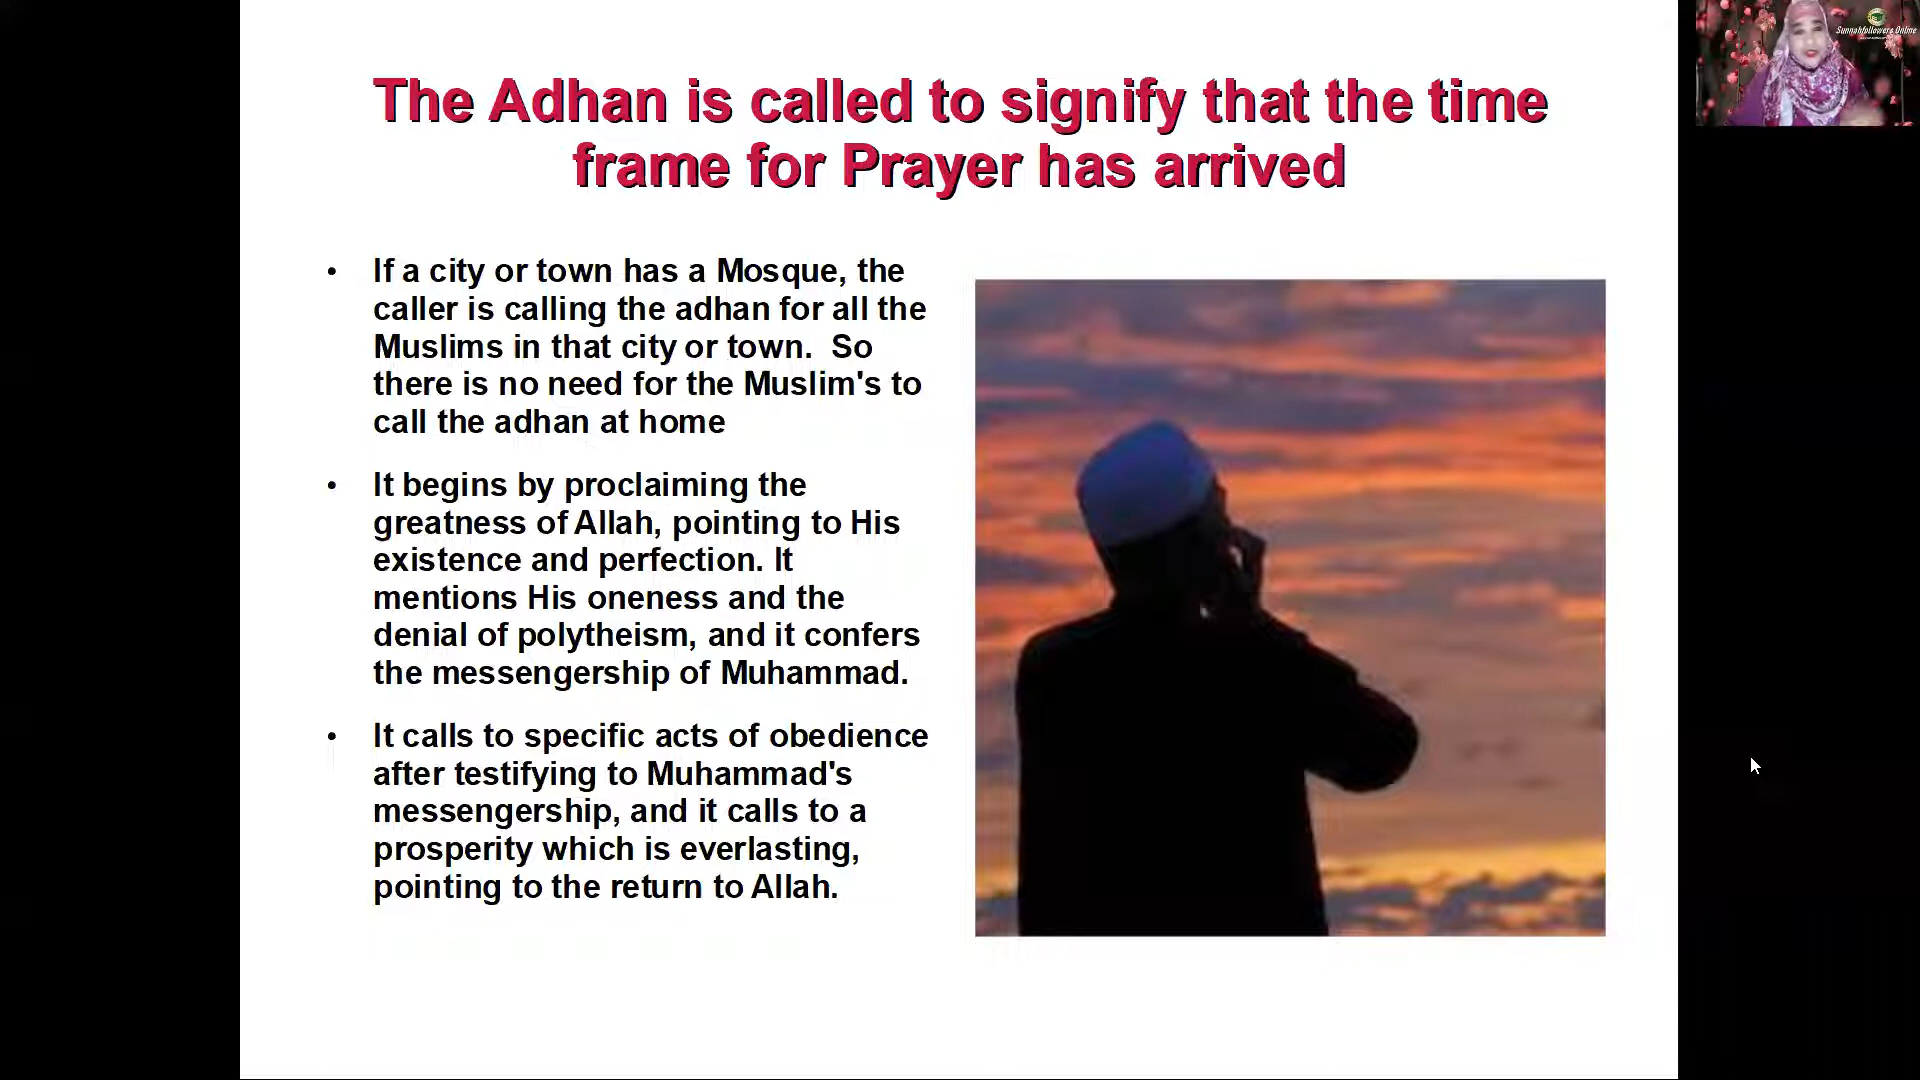 Sunnahfollowers Online
The Adhan is called to signify that the time
frame for Prayer has arrived
• If a city or town has a Mosque, the
caller is calling the adhan for all the
Muslims in that city or town.  So
there is no need for the Muslim's to
call the adhan at home
• It begins by proclaiming the
greatness of Allah, pointing to His
existence and perfection. It
mentions His oneness and the
denial of polytheism, and it confers
the messengership of Muhammad.
• It calls to specific acts of obedience
after testifying to Muhammad's
messengership, and it calls to a
prosperity which is everlasting,
pointing to the return to Allah.